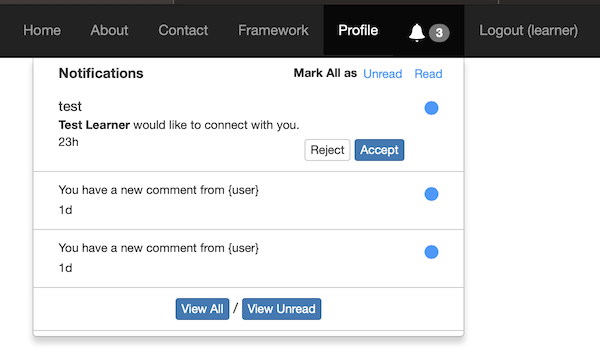 Home About Contact Framework Profile 3 Logout (learner)
Notifications Mark All as Unread Read
test
Test Learner would like to connect with you.
23h
Reject Accept
You have a new comment from {user}
1d
You have a new comment from {user}
1d
View All / View Unread